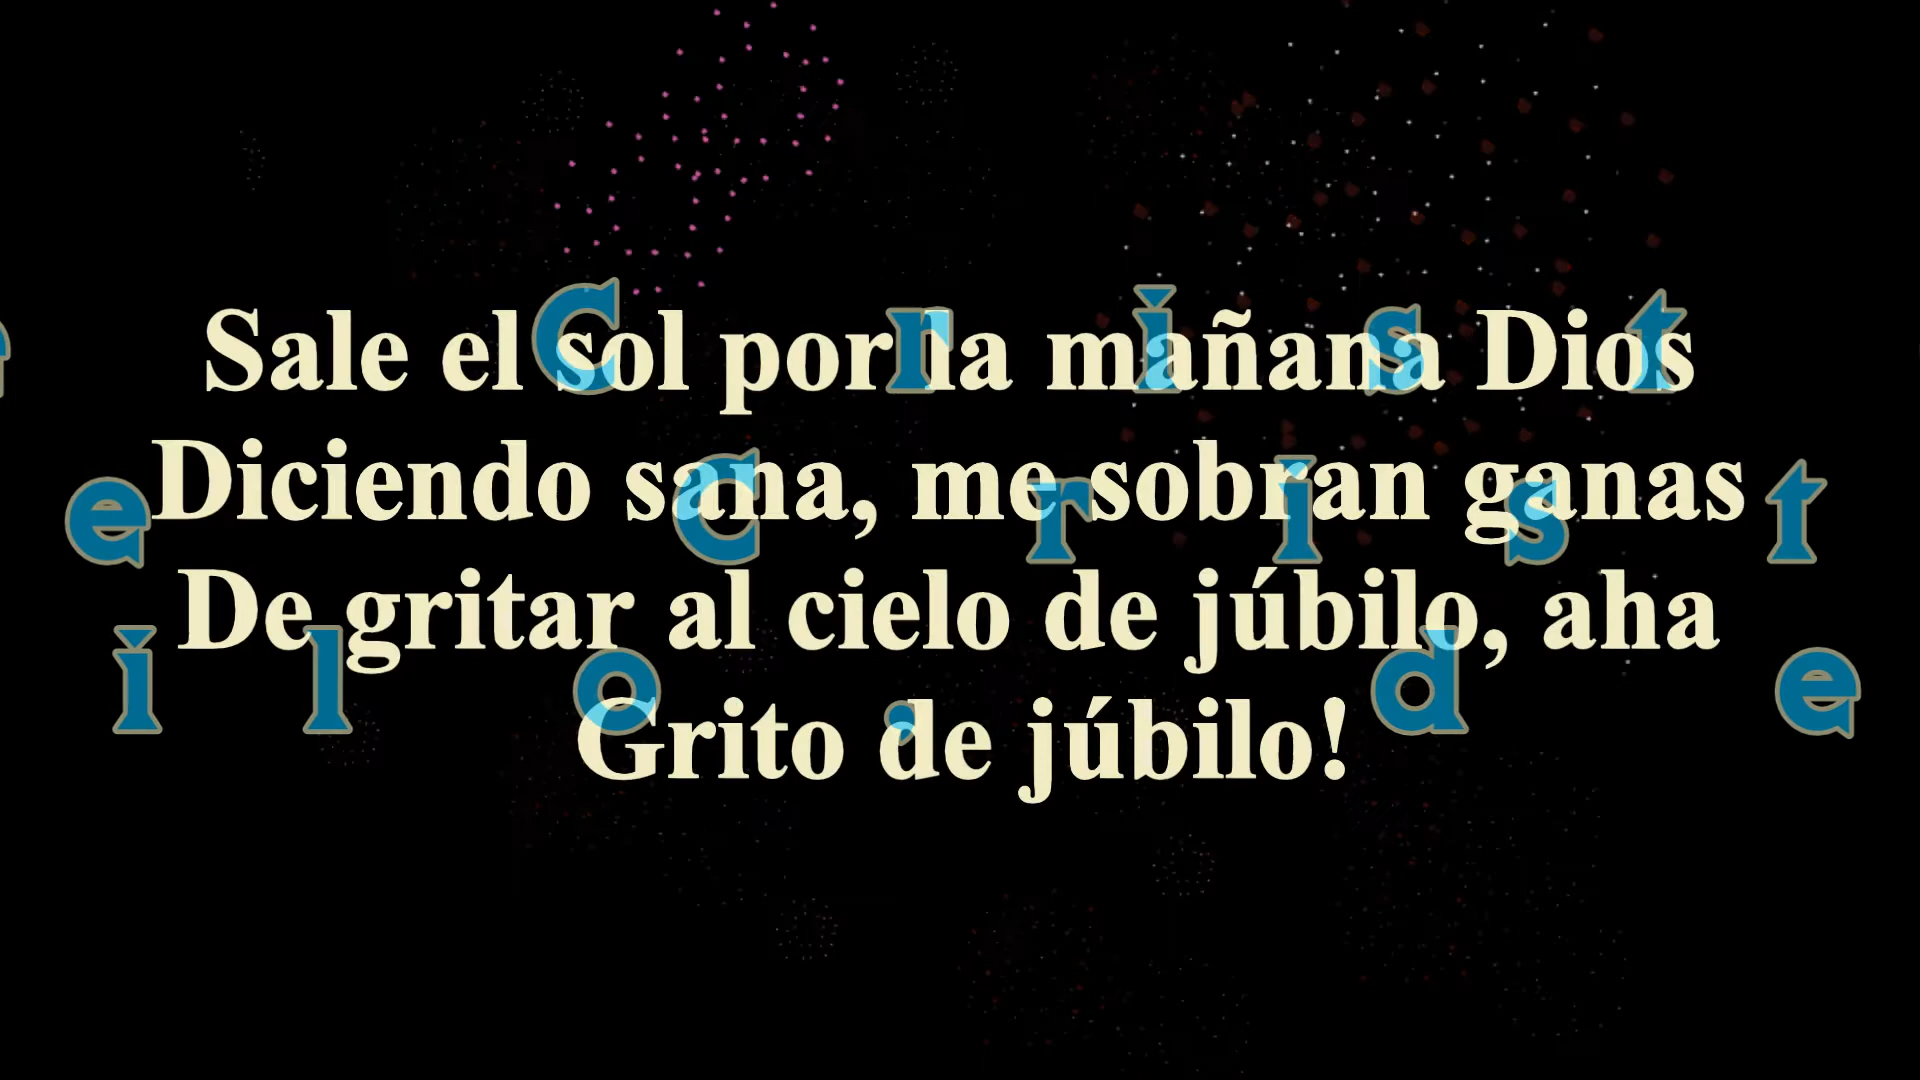 Sale el sol por la mañana Dios
Diciendo sana, me sobran ganas
De gritar al cielo de júbilo, aha
Grito de júbilo!
e C r i s t
e C r i s t
i l o . d e